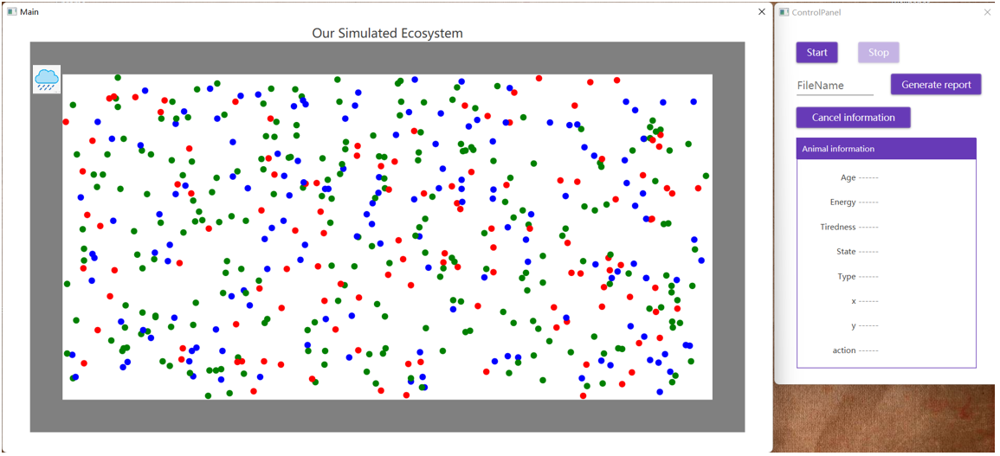 Main
Our Simulated Ecosystem
ControlPanel
Start
Stop
FileName
Generate report
Cancel information
Animal information
Age ------
Energy ------
Tiredness ------
State ------
Type ------
x ------
y ------
action ------